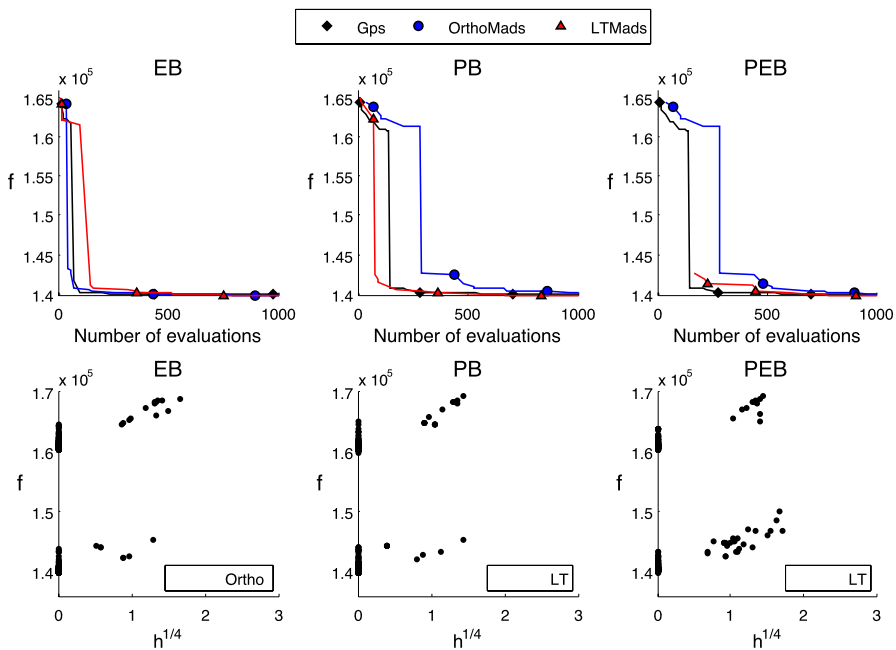 Gps OrthoMads LTMads
EB PB PEB
x 10^5 x 10^5 x 10^5
1.65 1.65 1.65
1.6 1.6 1.6
1.55 1.55 1.55
f f f
1.5 1.5 1.5
1.45 1.45 1.45
1.4 1.4 1.4
0 500 1000 0 500 1000 0 500 1000
Number of evaluations Number of evaluations Number of evaluations
EB PB PEB
x 10^5 x 10^5 x 10^5
1.7 1.7 1.7
1.6 1.6 1.6
f f f
1.5 1.5 1.5
1.4 1.4 1.4
Ortho LT LT
0 1 2 3 0 1 2 3 0 1 2 3
h^1/4 h^1/4 h^1/4